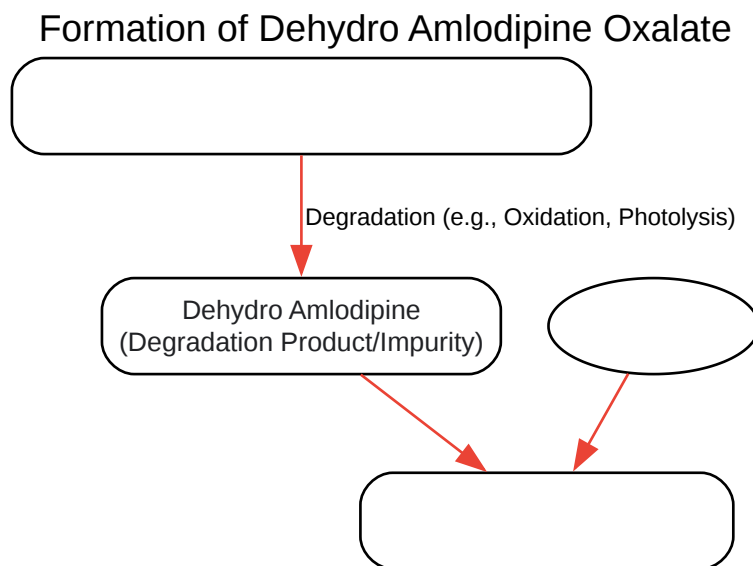 Formation of Dehydro Amlodipine Oxalate
Degradation (e.g., Oxidation, Photolysis)
Dehydro Amlodipine
(Degradation Product/Impurity)